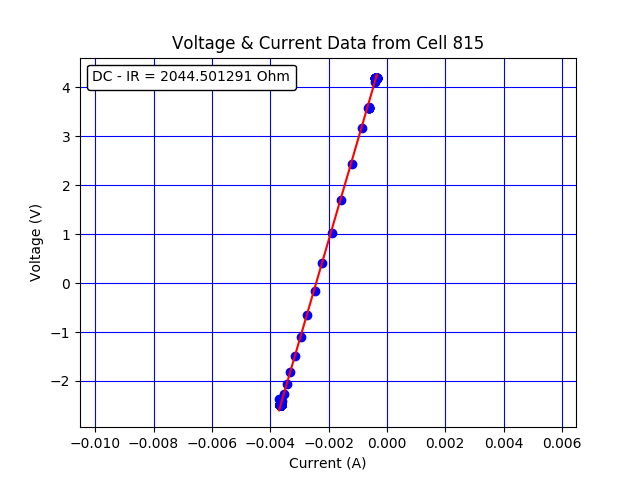 Voltage & Current Data from Cell 815
DC - IR = 2044.501291 Ohm
Voltage (V)
4
3
2
1
0
−1
−2
−0.010 −0.008 −0.006 −0.004 −0.002 0.000 0.002 0.004 0.006
Current (A)